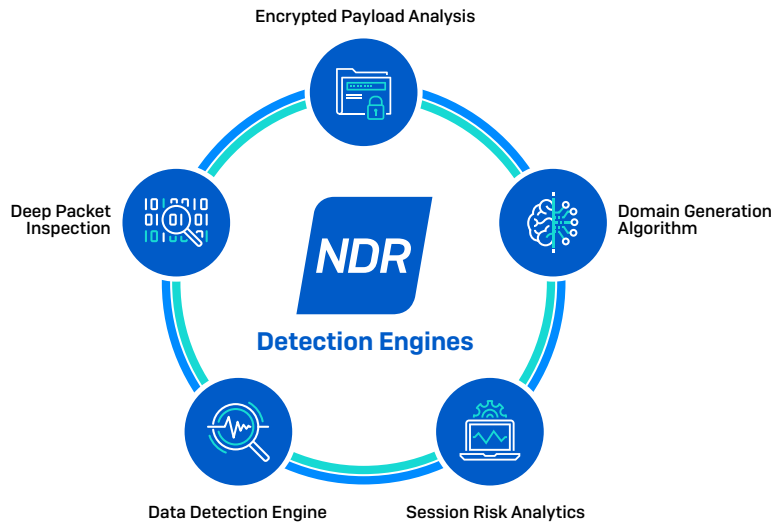 Encrypted Payload Analysis
Deep Packet
Inspection
Domain Generation
Algorithm
NDR
Detection Engines
Data Detection Engine
Session Risk Analytics